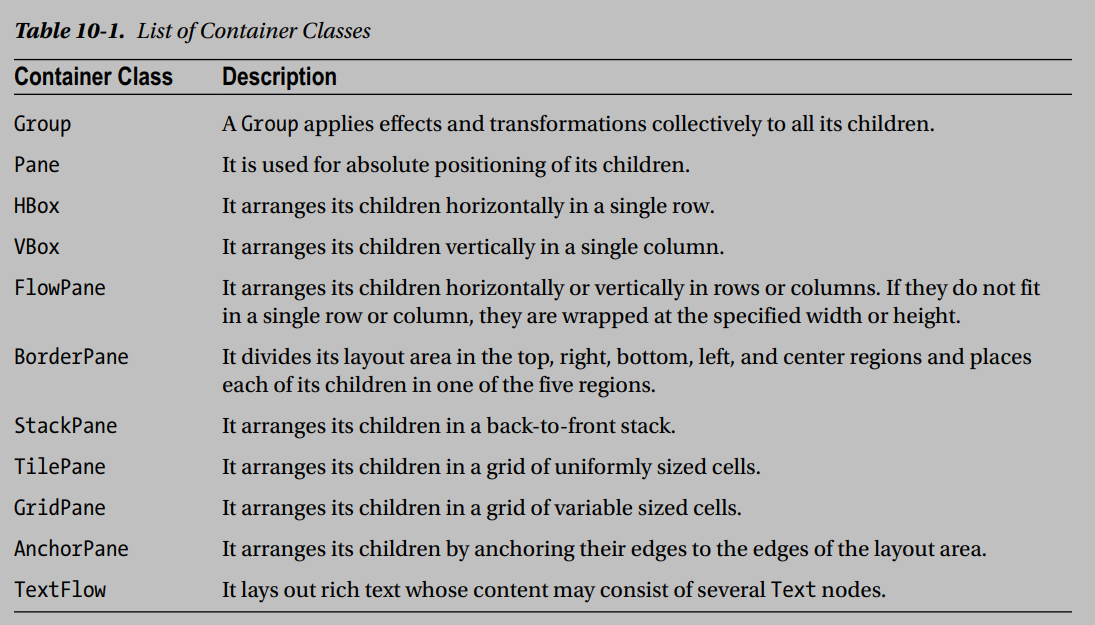 Table 10-1. List of Container Classes
Container Class Description
Group A Group applies effects and transformations collectively to all its children.
Pane It is used for absolute positioning of its children.
HBox It arranges its children horizontally in a single row.
VBox It arranges its children vertically in a single column.
FlowPane It arranges its children horizontally or vertically in rows or columns. If they do not fit
in a single row or column, they are wrapped at the specified width or height.
BorderPane It divides its layout area in the top, right, bottom, left, and center regions and places
each of its children in one of the five regions.
StackPane It arranges its children in a back-to-front stack.
TilePane It arranges its children in a grid of uniformly sized cells.
GridPane It arranges its children in a grid of variable sized cells.
AnchorPane It arranges its children by anchoring their edges to the edges of the layout area.
TextFlow It lays out rich text whose content may consist of several Text nodes.